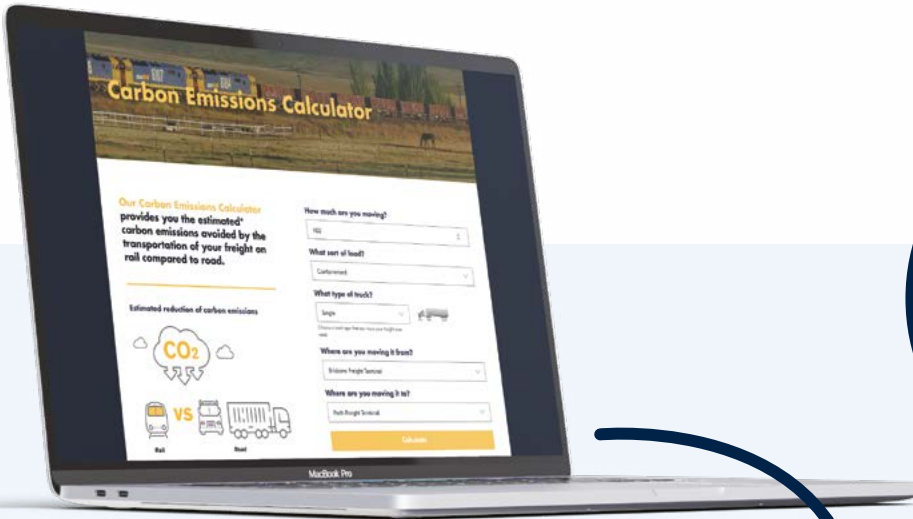 Carbon Emissions Calculator
Our Carbon Emissions Calculator
provides you the estimated*
carbon emissions avoided by the
transportation of your freight on
rail compared to road.
Estimated reduction of carbon emissions
CO2
VS
Rail
Road
How much are you moving?
What sort of load?
Containerised
What type of truck?
Single
Where are you moving it from?
Brisbane Freight Terminal
Where are you moving it to?
Perth Freight Terminal
Calculate
MacBook Pro